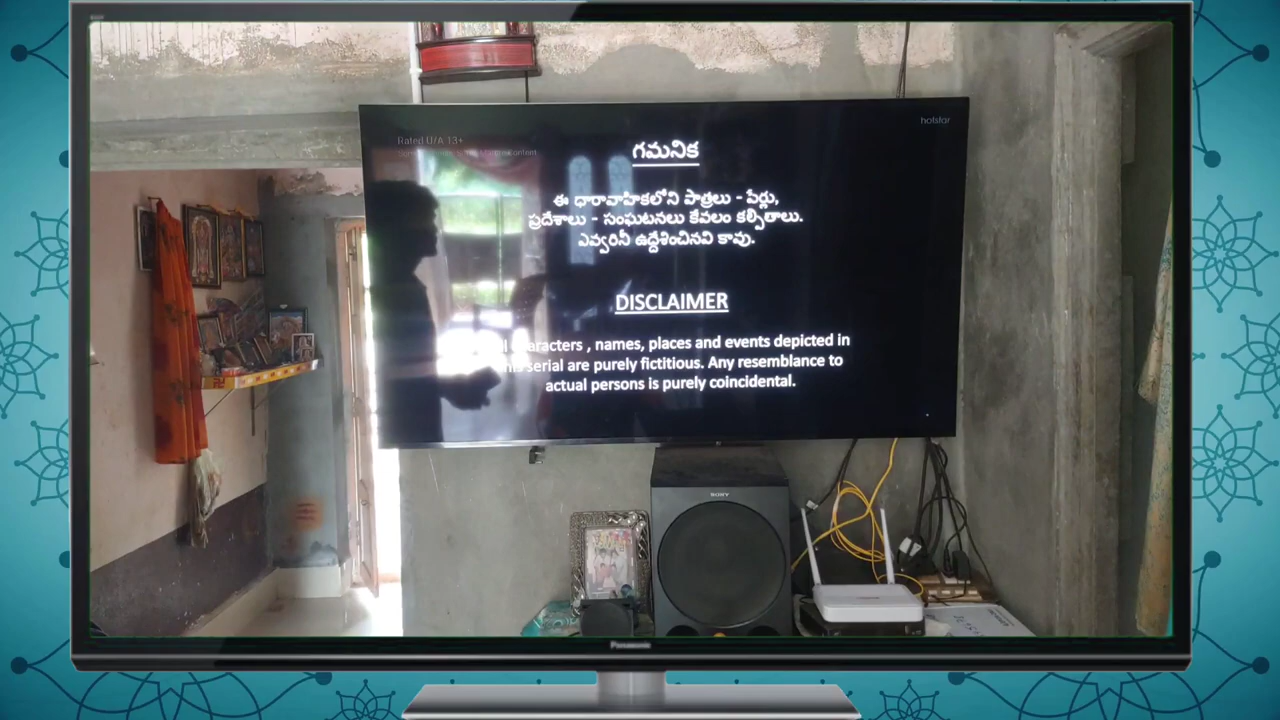 hotstar
Rated U/A 13+
గమనిక
ఈ ధారావాహికలోని పాత్రలు - పేర్లు,
ప్రదేశాలు - సంఘటనలు కేవలం కల్పితాలు.
ఎవ్వరినీ ఉద్దేశించినవి కావు.
DISCLAIMER
characters , names, places and events depicted in
serial are purely fictitious. Any resemblance to
actual persons is purely coincidental.
SONY
Panasonic